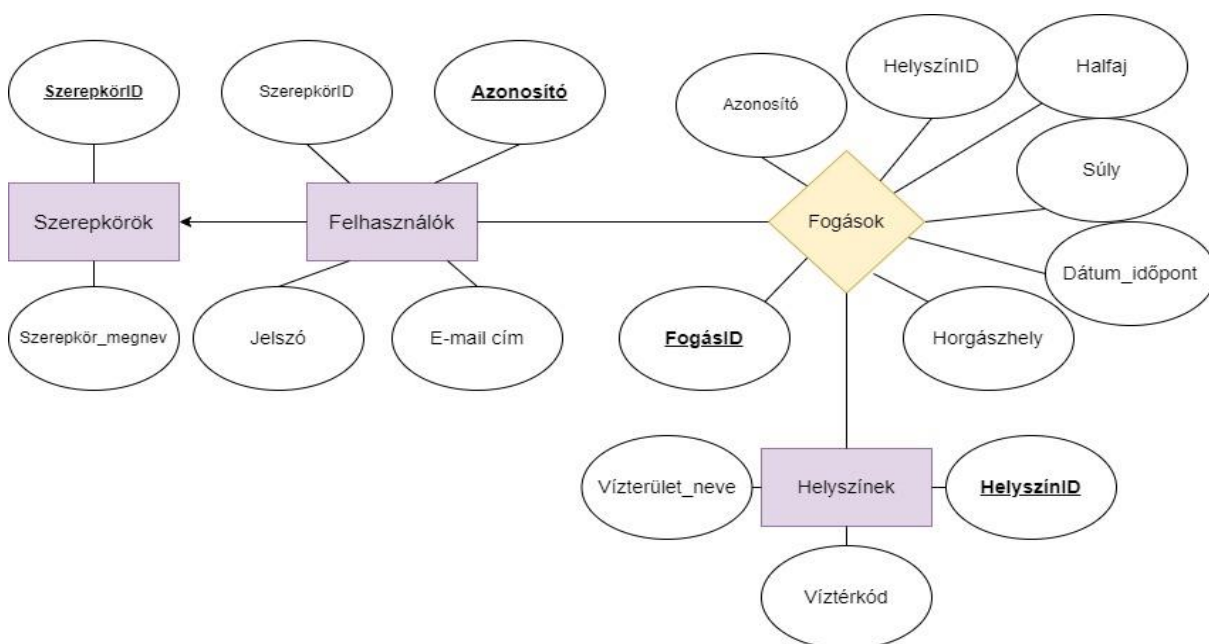 SzerepkörID
SzerepkörID
Azonosító
Azonosító
HelyszínID
Halfaj
Súly
Szerepkörök
Felhasználók
Fogások
Dátum_időpont
Szerepkör_megnev
Jelszó
E-mail cím
FogásID
Horgászhely
Vízterület_neve
Helyszínek
HelyszínID
Víztérkód